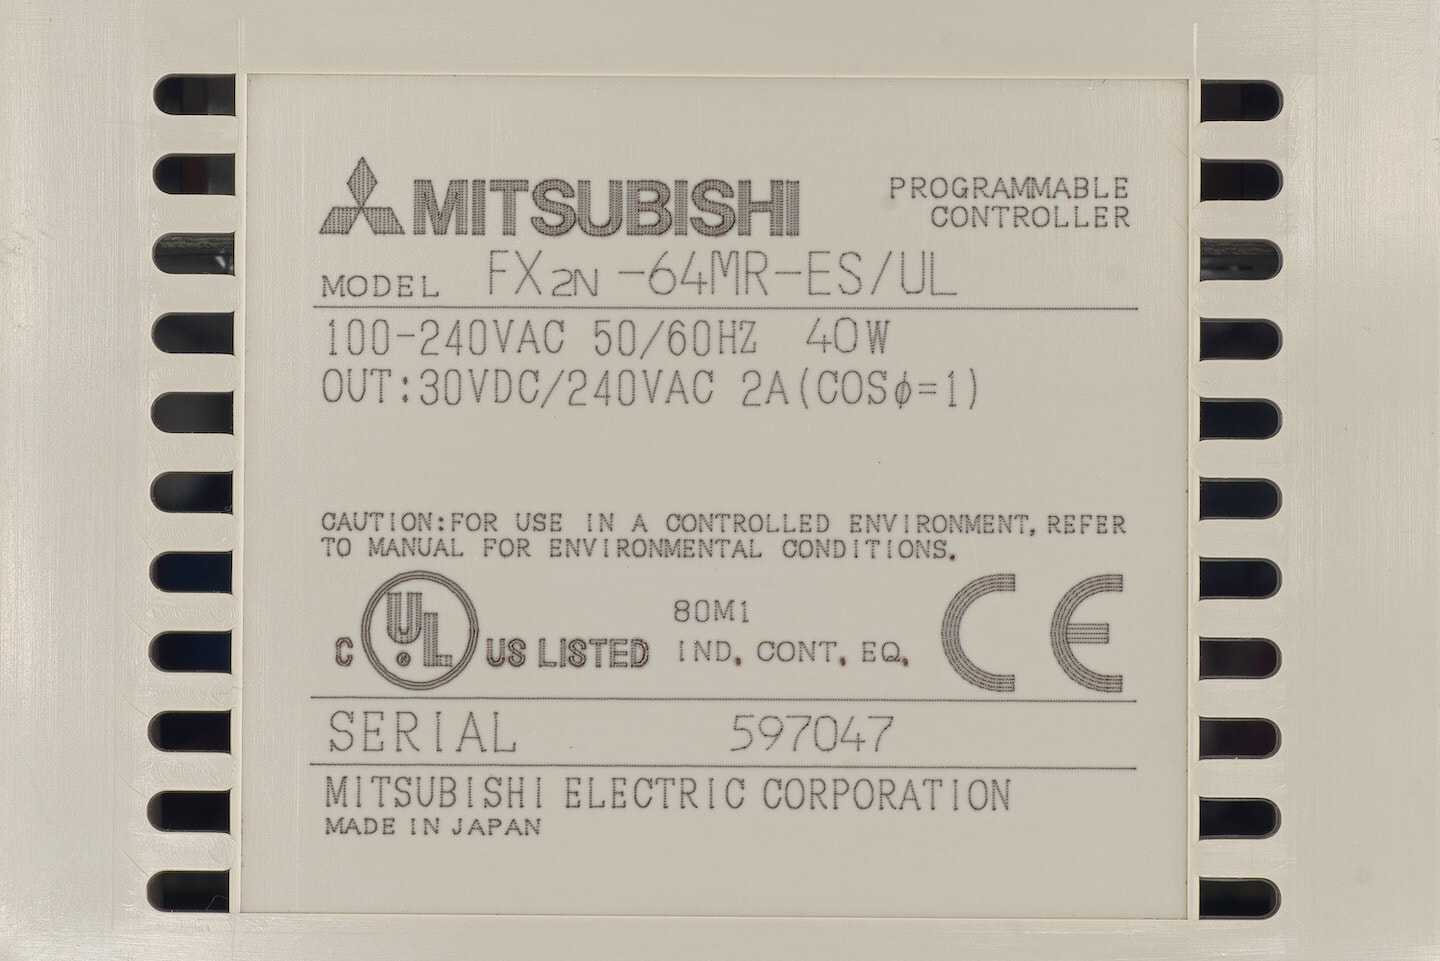 MITSUBISHI PROGRAMMABLE
CONTROLLER
MODEL FX2N-64MR-ES/UL
100-240VAC 50/60HZ 40W
OUT:30VDC/240VAC 2A(COSφ=1)
CAUTION:FOR USE IN A CONTROLLED ENVIRONMENT, REFER
TO MANUAL FOR ENVIRONMENTAL CONDITIONS.
C UL ® US LISTED
80M1
IND. CONT. EQ.
CE
SERIAL 597047
MITSUBISHI ELECTRIC CORPORATION
MADE IN JAPAN